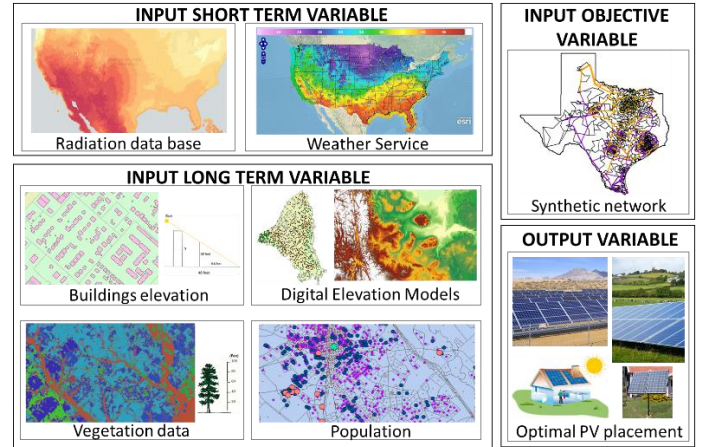 INPUT SHORT TERM VARIABLE
Radiation data base
Weather Service
esri
INPUT LONG TERM VARIABLE
Buildings elevation
Digital Elevation Models
Vegetation data
Population
INPUT OBJECTIVE
VARIABLE
Synthetic network
OUTPUT VARIABLE
Optimal PV placement